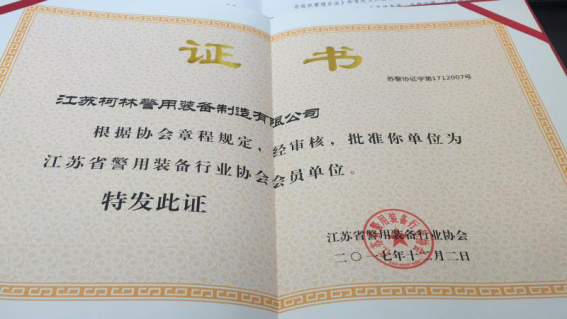 证书
苏警协证字第1712007号
江苏柯林警用装备制造有限公司
根据协会章程规定，经审核，批准你单位为
江苏省警用装备行业协会会员单位。
特发此证
江苏省警用装备行业协会
二〇一七年十二月二日